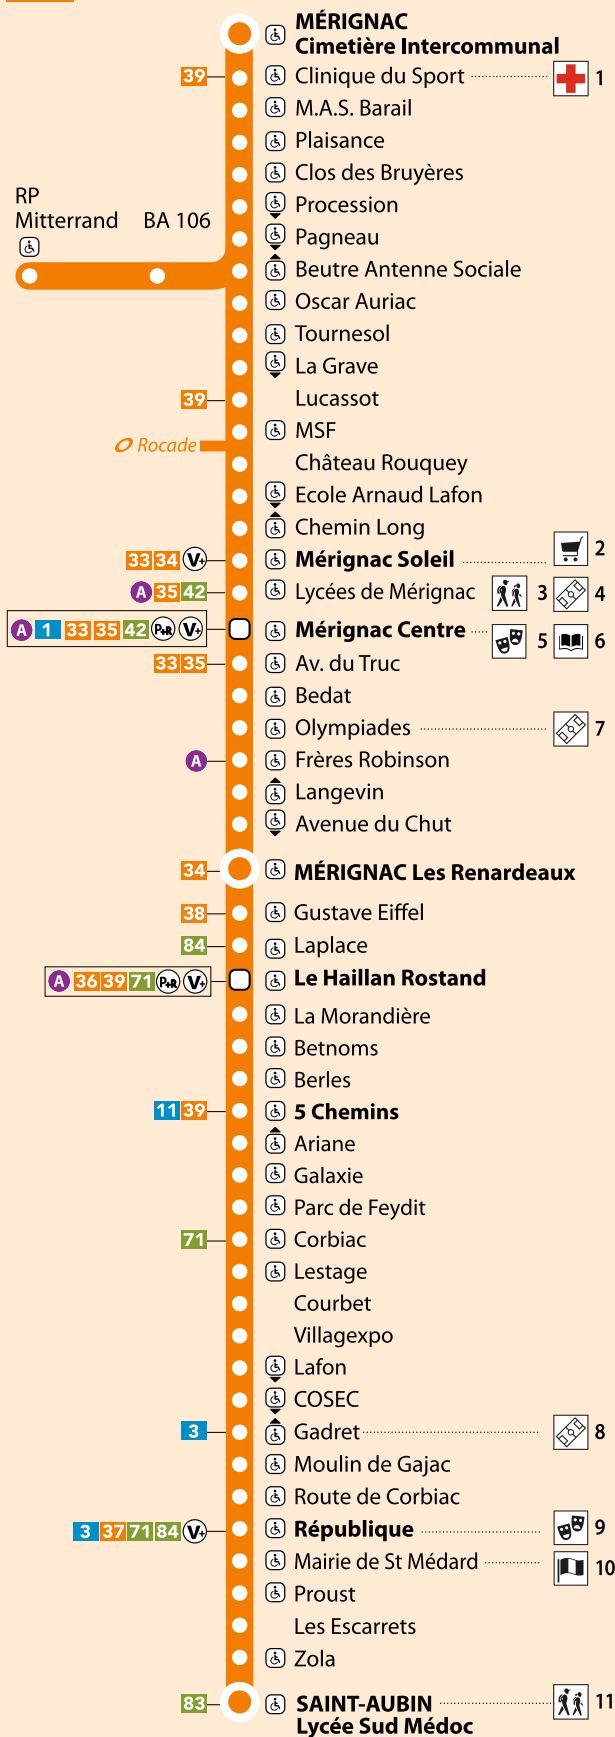 MÉRIGNAC
Cimetière Intercommunal
39 Clinique du Sport 1
M.A.S. Barail
Plaisance
Clos des Bruyères
Procession
RP
Mitterrand BA 106
Pagneau
Beutre Antenne Sociale
Oscar Auriac
Tournesol
La Grave
39 Lucassot
MSF
Rocade
Château Rouquey
Ecole Arnaud Lafon
Chemin Long
33 34 V+ Mérignac Soleil 2
A 35 42 Lycées de Mérignac 3 4
A 1 33 35 42 P+R V+ Mérignac Centre 5 6
33 35 Av. du Truc
Bedat
Olympiades 7
A Frères Robinson
Langevin
Avenue du Chut
34 MÉRIGNAC Les Renardeaux
38 Gustave Eiffel
84 Laplace
A 36 39 71 P+R V+ Le Haillan Rostand
La Morandière
Betnoms
Berles
11 39 5 Chemins
Ariane
Galaxie
Parc de Feydit
71 Corbiac
Lestage
Courbet
Villagexpo
Lafon
COSEC
3 Gadret 8
Moulin de Gajac
Route de Corbiac
3 37 71 84 V+ République 9
Mairie de St Médard 10
Proust
Les Escarrets
Zola
83 SAINT-AUBIN 11
Lycée Sud Médoc